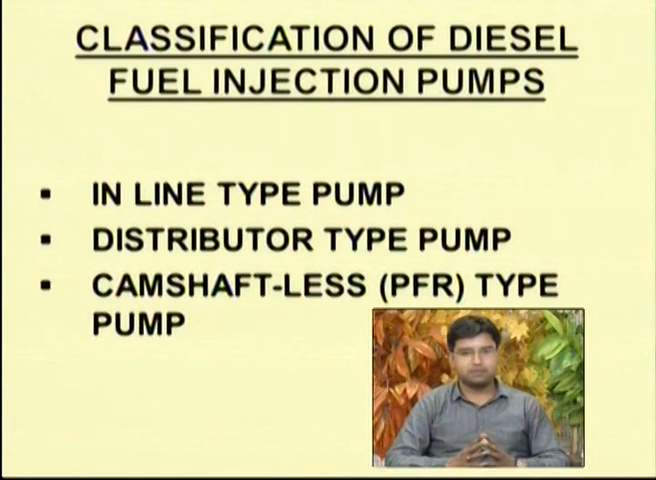 CLASSIFICATION OF DIESEL
FUEL INJECTION PUMPS
▪ IN LINE TYPE PUMP
▪ DISTRIBUTOR TYPE PUMP
▪ CAMSHAFT-LESS (PFR) TYPE
PUMP